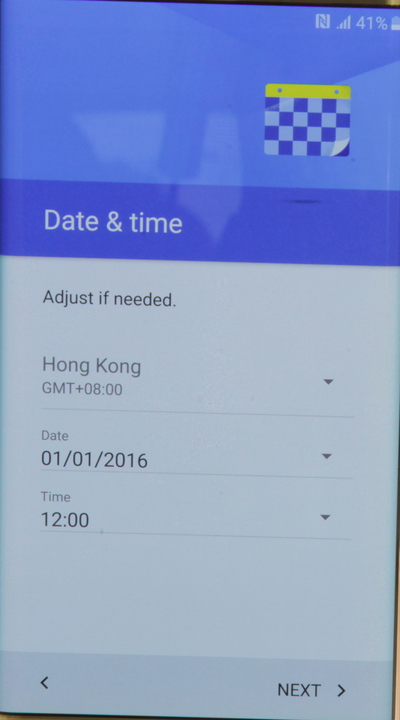 41%
Date & time
Adjust if needed.
Hong Kong
GMT+08:00
Date
01/01/2016
Time
12:00
NEXT